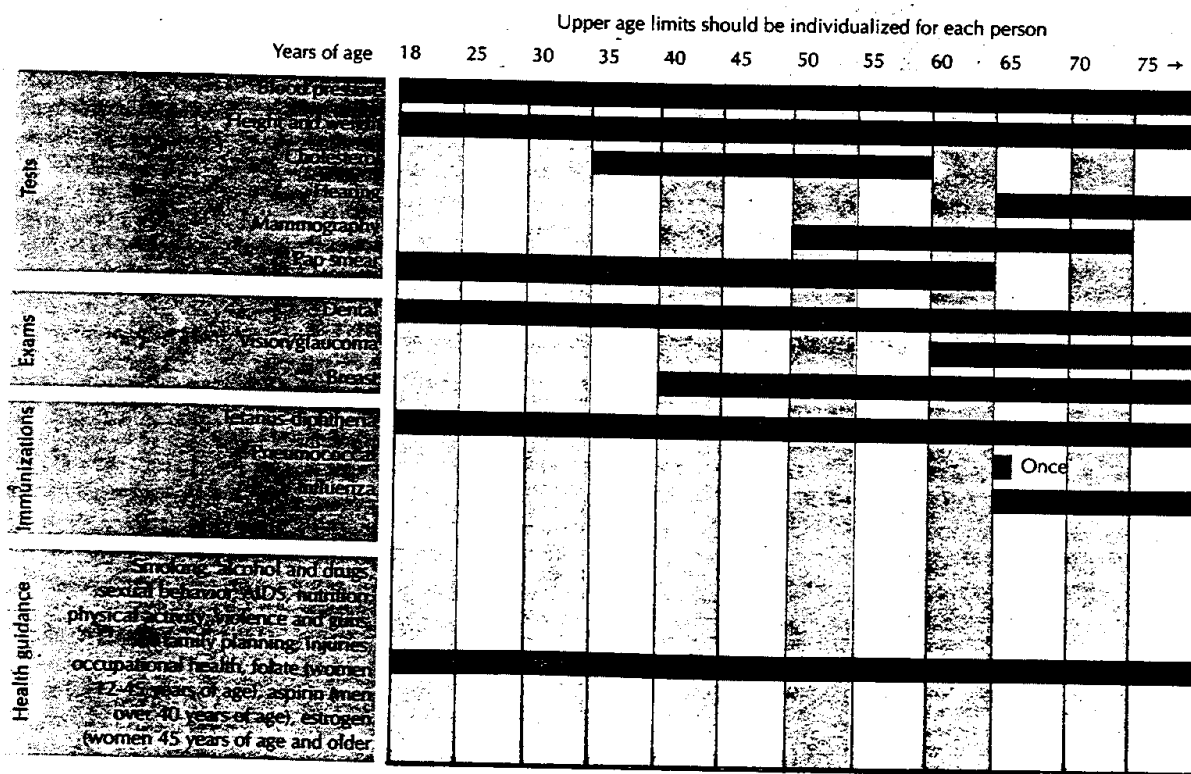 Upper age limits should be individualized for each person
Years of age 18 25 30 35 40 45 50 55 60 65 70 75 →
Tests
Blood pressure
Height and weight
Cholesterol
Hearing
Mammography
Pap smear
Exams
Dental
Vision/glaucoma
Breast
Immunizations
Tetanus-diphtheria
Pneumococcal
Once
Influenza
Health guidance
Smoking, alcohol and drugs,
sexual behavior, AIDS, nutrition,
physical activity, violence and guns,
family planning, injuries,
occupational health, folate (women
12-45 years of age), aspirin (men
over 40 years of age), estrogen
(women 45 years of age and older